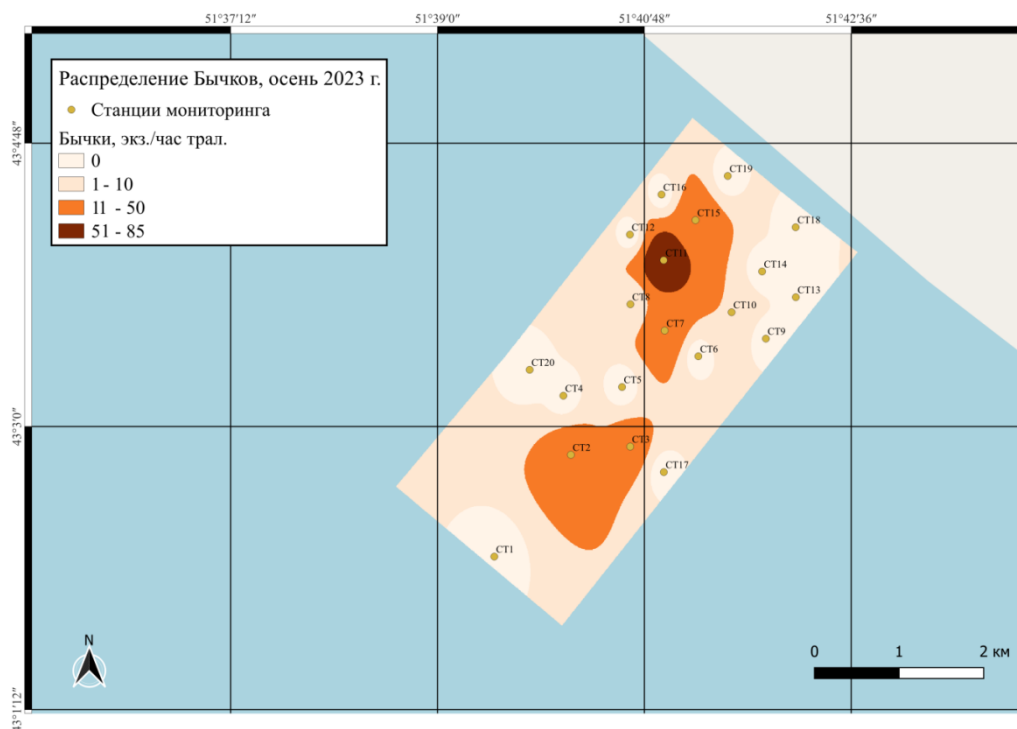 51°37'12" 51°39'0" 51°40'48" 51°42'36"
43°4'48"
43°3'0"
43°1'12"
Распределение Бычков, осень 2023 г.
Станции мониторинга
Бычки, экз./час трал.
0
1 - 10
11 - 50
51 - 85
СТ19
СТ16
СТ15
СТ18
СТ12
СТ11
СТ14
СТ13
СТ8
СТ10
СТ7
СТ9
СТ6
СТ20
СТ5
СТ4
СТ3
СТ2
СТ17
СТ1
N
0 1 2 км